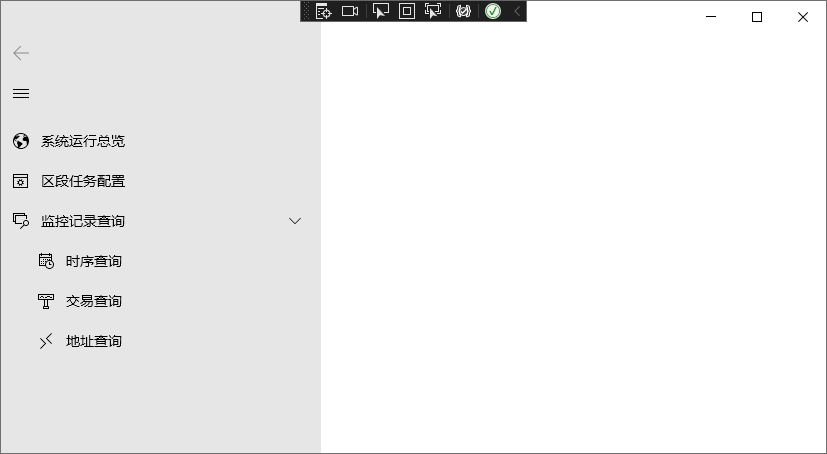 系统运行总览
区段任务配置
监控记录查询
时序查询
交易查询
地址查询